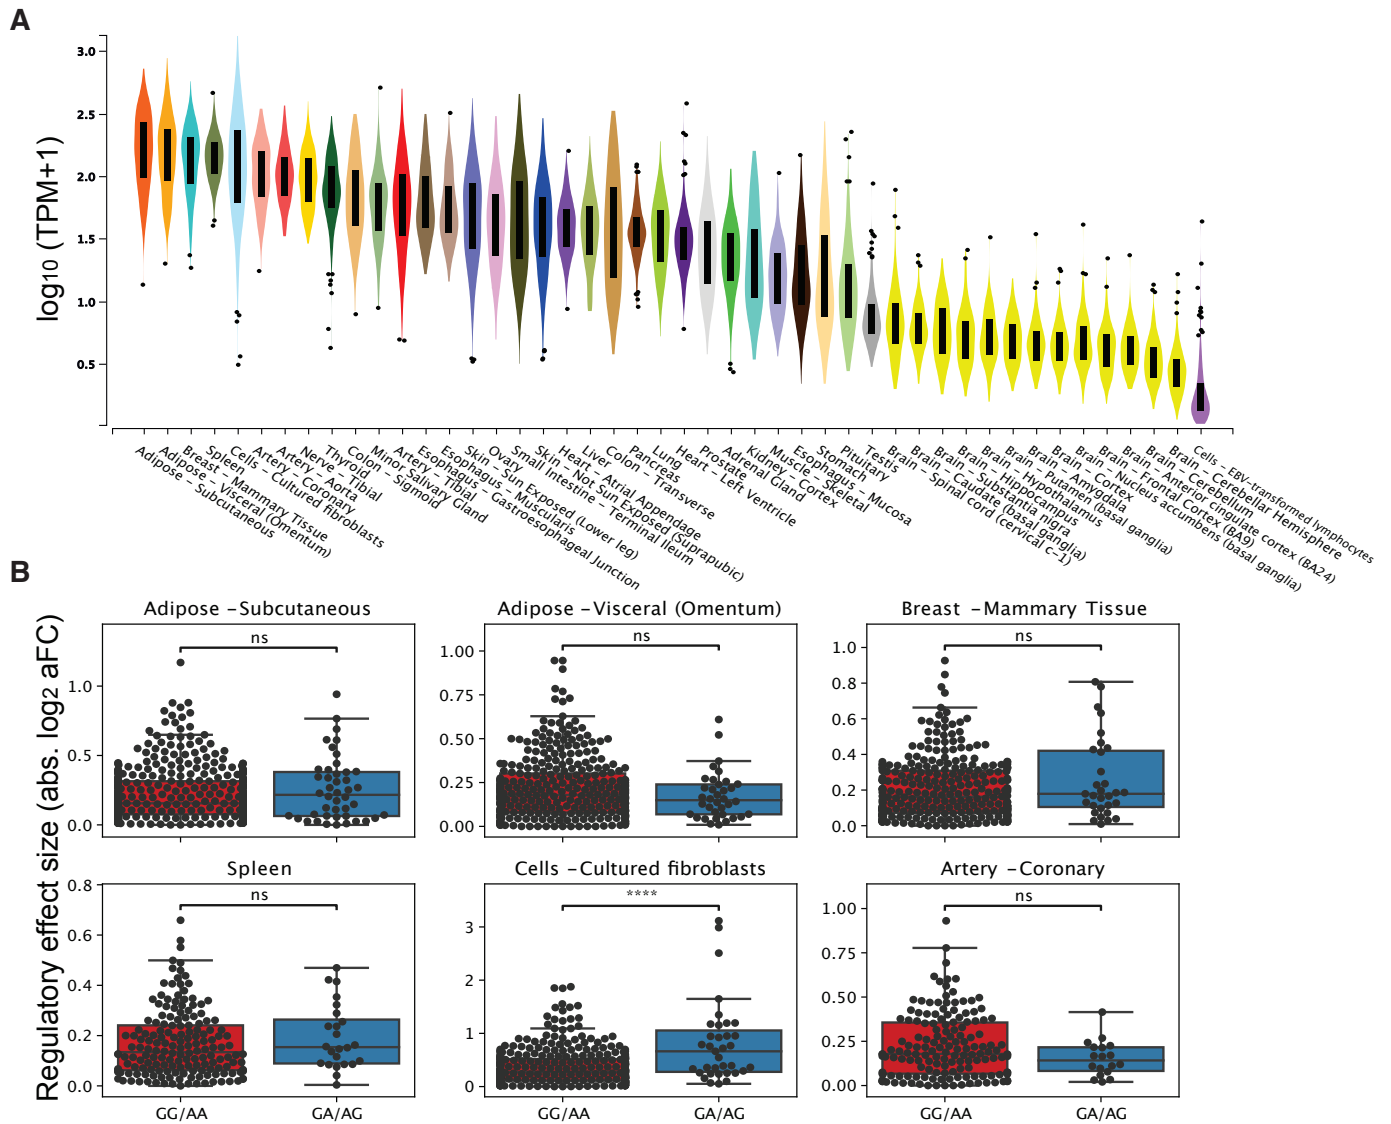 A
log10 (TPM+1)
3.0
2.5
2.0
1.5
1.0
0.5
Adipose – Subcutaneous
Adipose – Visceral (Omentum)
Breast – Mammary Tissue
Spleen
Cells – Cultured fibroblasts
Artery – Coronary
Artery – Aorta
Nerve – Tibial
Thyroid
Colon – Sigmoid
Minor Salivary Gland
Artery – Tibial
Esophagus – Gastroesophageal Junction
Esophagus – Muscularis
Skin – Sun Exposed (Lower leg)
Ovary
Small Intestine – Terminal Ileum
Skin – Not Sun Exposed (Suprapubic)
Heart – Atrial Appendage
Liver
Colon – Transverse
Pancreas
Lung
Heart – Left Ventricle
Prostate
Adrenal Gland
Kidney – Cortex
Muscle – Skeletal
Esophagus – Mucosa
Stomach
Pituitary
Testis
Brain – Spinal cord (cervical c–1)
Brain – Caudate (basal ganglia)
Brain – Substantia nigra
Brain – Hippocampus
Brain – Hypothalamus
Brain – Putamen (basal ganglia)
Brain – Amygdala
Brain – Cortex
Brain – Nucleus accumbens (basal ganglia)
Brain – Frontal Cortex (BA9)
Brain – Anterior cingulate cortex (BA24)
Brain – Cerebellum
Brain – Cerebellar Hemisphere
Cells – EBV–transformed lymphocytes
B
Regulatory effect size (abs. log2 aFC)
Adipose –Subcutaneous
ns
1.0
0.5
0.0
Adipose –Visceral (Omentum)
ns
1.00
0.75
0.50
0.25
0.00
Breast –Mammary Tissue
ns
1.0
0.8
0.6
0.4
0.2
0.0
Spleen
ns
0.8
0.6
0.4
0.2
0.0
GG/AA GA/AG
Cells –Cultured fibroblasts
****
3
2
1
0
GG/AA GA/AG
Artery –Coronary
ns
1.00
0.75
0.50
0.25
0.00
GG/AA GA/AG